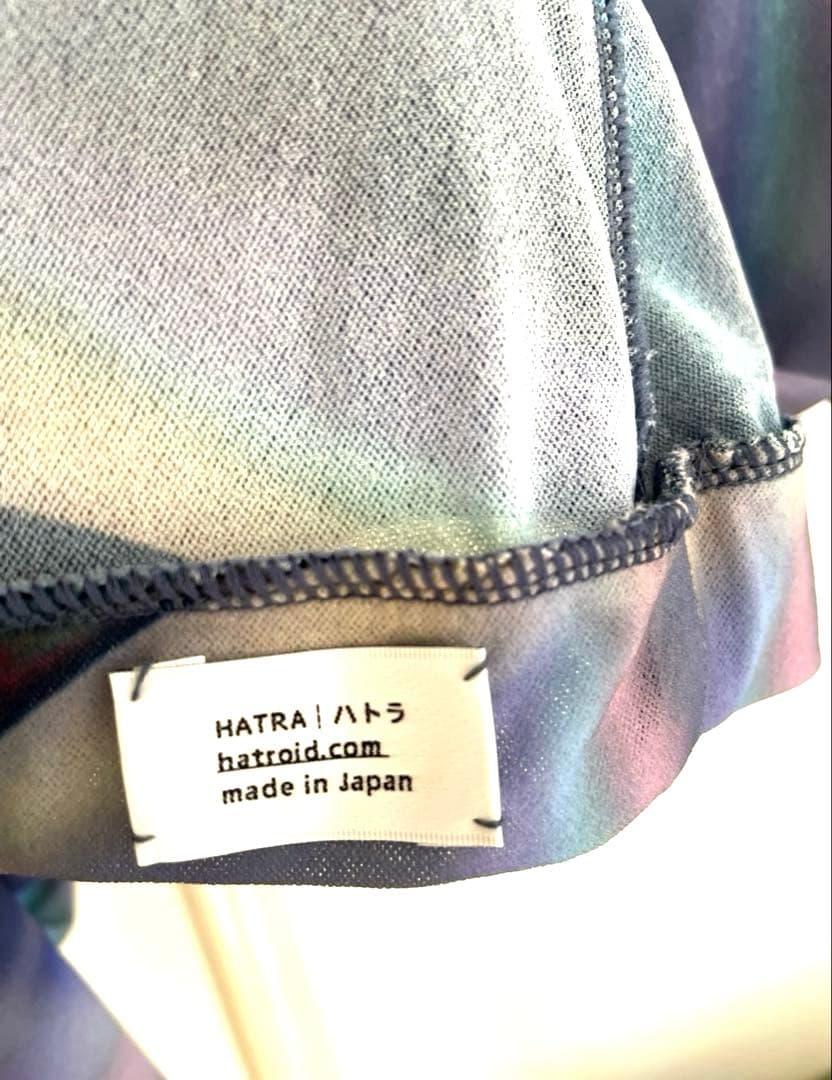 HATRA | ハトラ
hatroid.com
made in Japan